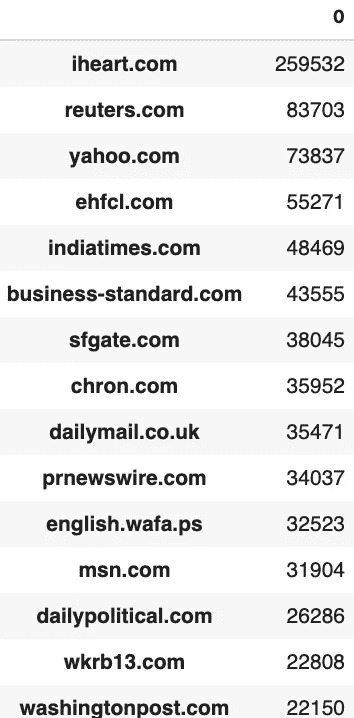 0
iheart.com 259532
reuters.com 83703
yahoo.com 73837
ehfcl.com 55271
indiatimes.com 48469
business-standard.com 43555
sfgate.com 38045
chron.com 35952
dailymail.co.uk 35471
prnewswire.com 34037
english.wafa.ps 32523
msn.com 31904
dailypolitical.com 26286
wkrb13.com 22808
washingtonpost.com 22150